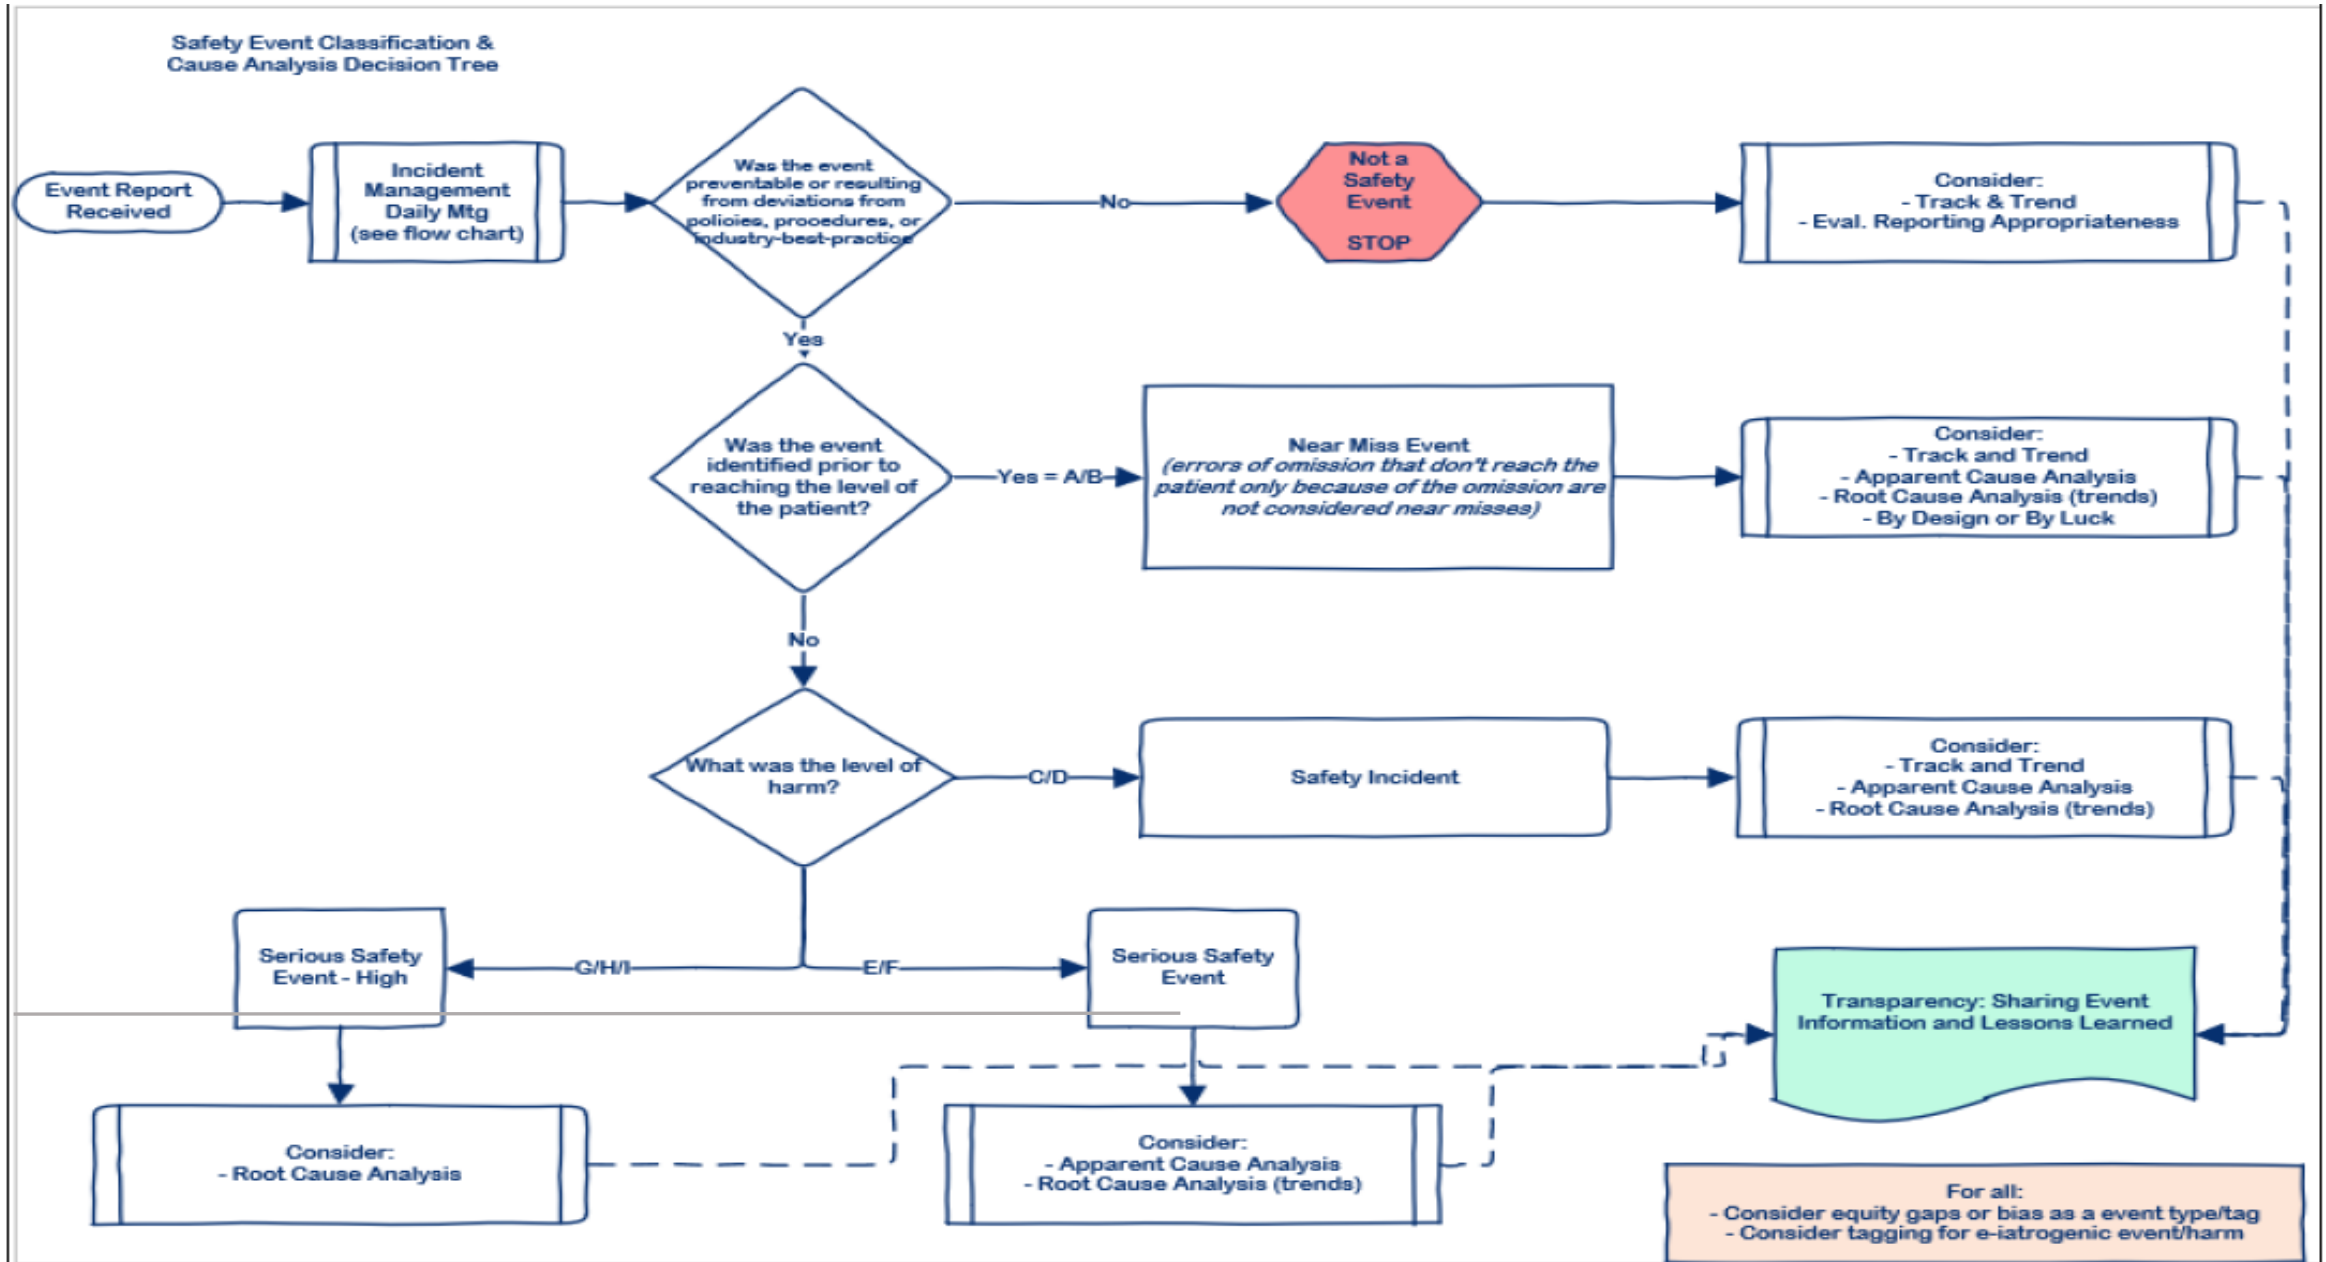 Safety Event Classification &
Cause Analysis Decision Tree
Event Report
Received
Incident
Management
Daily Mtg
(see flow chart)
Was the event
preventable or resulting
from deviations from
policies, procedures, or
industry-best-practice
No
Not a
Safety
Event
STOP
Consider:
- Track & Trend
- Eval. Reporting Appropriateness
Yes
Was the event
identified prior to
reaching the level of
the patient?
Yes = A/B
Near Miss Event
(errors of omission that don't reach the
patient only because of the omission are
not considered near misses)
Consider:
- Track and Trend
- Apparent Cause Analysis
- Root Cause Analysis (trends)
- By Design or By Luck
No
What was the level of
harm?
C/D
Safety Incident
Consider:
- Track and Trend
- Apparent Cause Analysis
- Root Cause Analysis (trends)
Serious Safety
Event - High
G/H/I
E/F
Serious Safety
Event
Transparency: Sharing Event
Information and Lessons Learned
Consider:
- Root Cause Analysis
Consider:
- Apparent Cause Analysis
- Root Cause Analysis (trends)
For all:
- Consider equity gaps or bias as a event type/tag
- Consider tagging for e-iatrogenic event/harm